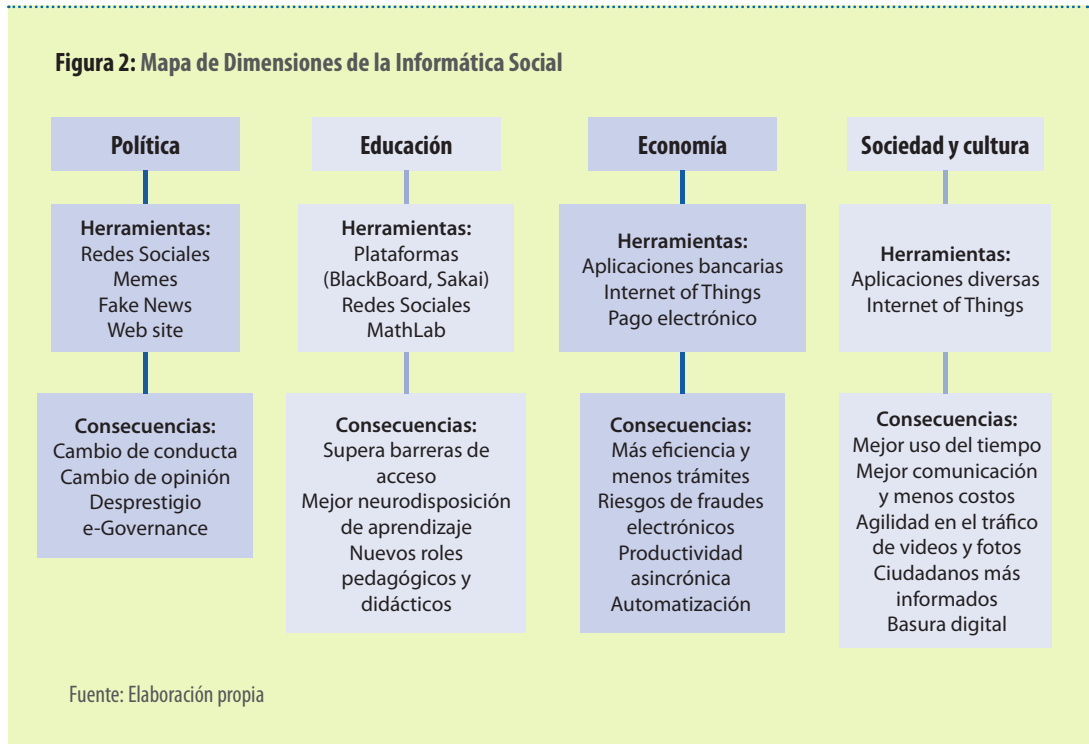 Figura 2: Mapa de Dimensiones de la Informática Social
Política
Herramientas:
Redes Sociales
Memes
Fake News
Web site
Consecuencias:
Cambio de conducta
Cambio de opinión
Desprestigio
e-Governance
Educación
Herramientas:
Plataformas
(BlackBoard, Sakai)
Redes Sociales
MathLab
Consecuencias:
Supera barreras de
acceso
Mejor neurodisposición
de aprendizaje
Nuevos roles
pedagógicos y
didácticos
Economía
Herramientas:
Aplicaciones bancarias
Internet of Things
Pago electrónico
Consecuencias:
Más eficiencia y
menos trámites
Riesgos de fraudes
electrónicos
Productividad
asincrónica
Automatización
Sociedad y cultura
Herramientas:
Aplicaciones diversas
Internet of Things
Consecuencias:
Mejor uso del tiempo
Mejor comunicación
y menos costos
Agilidad en el tráfico
de videos y fotos
Ciudadanos más
informados
Basura digital
Fuente: Elaboración propia